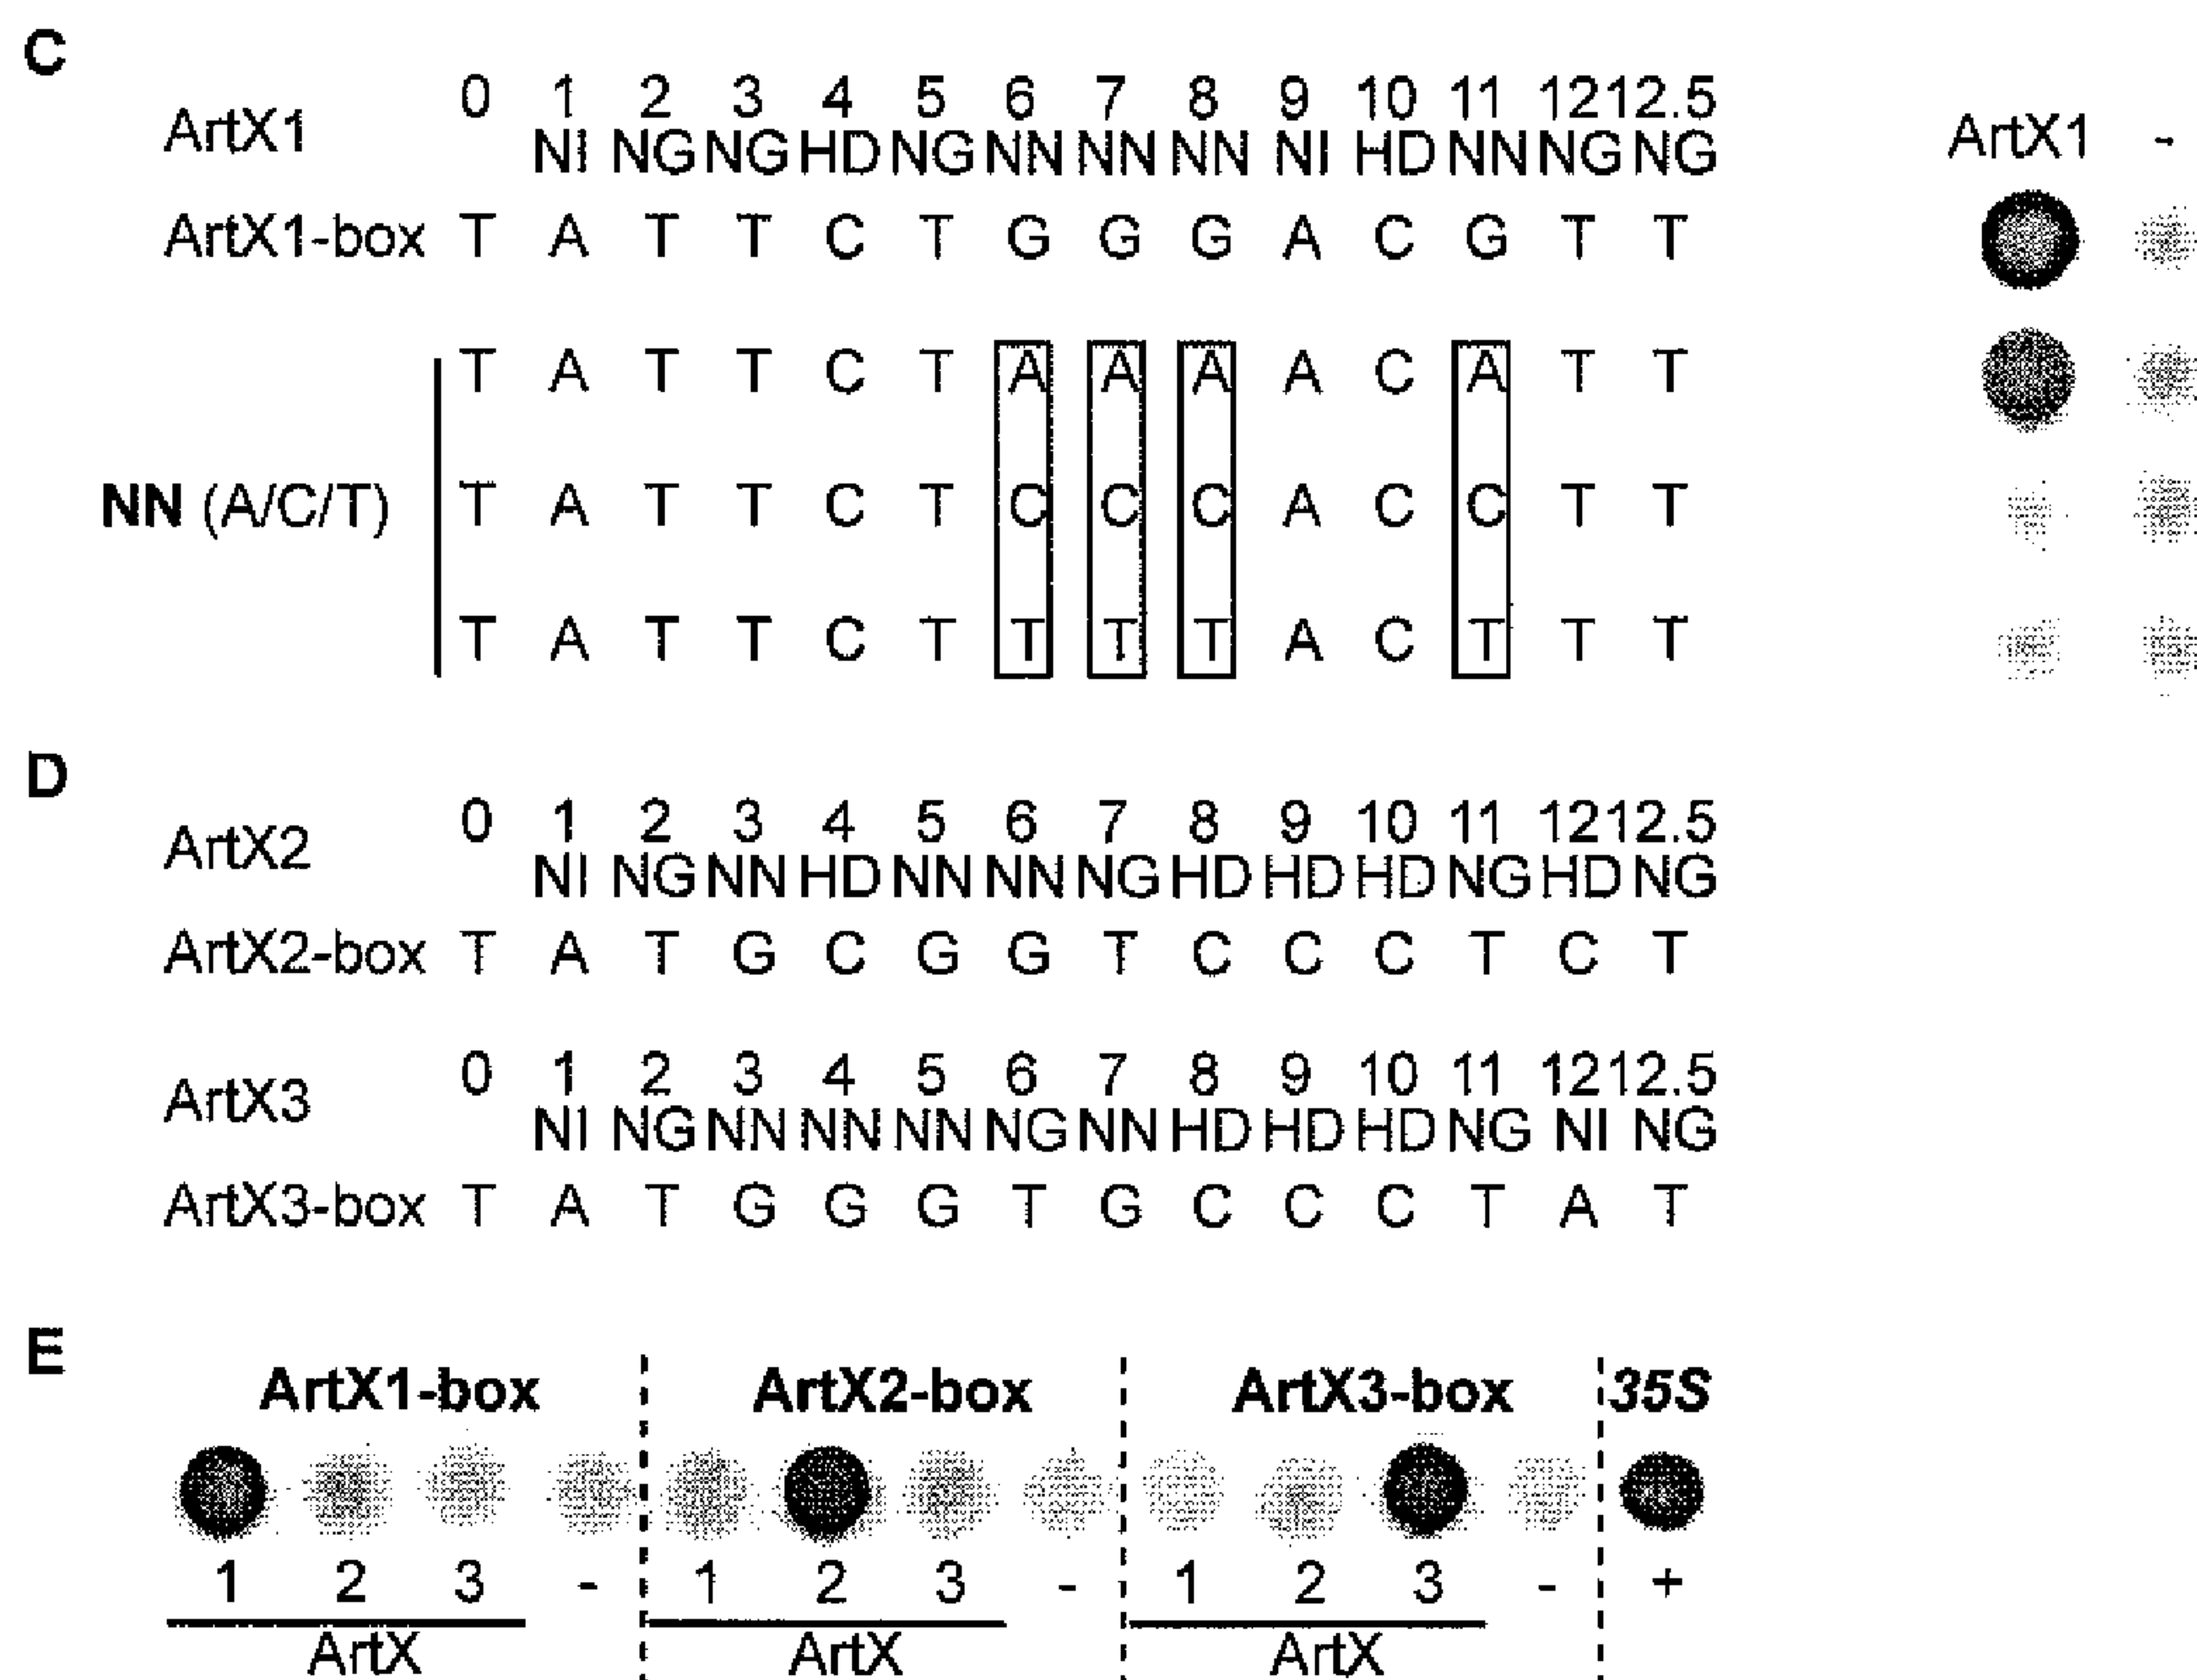 C
ArtX1 0 1 2 3 4 5 6 7 8 9 10 11 12 12.5
NI NG NG HD NG NN NN NN NI HD NN NG NG
ArtX1 -
ArtX1-box T A T T C T G G G A C G T T
T A T T C T A A A A C A T T
NN (A/C/T) T A T T C T C C C A C C T T
T A T T C T T T T A C T T T
D
ArtX2 0 1 2 3 4 5 6 7 8 9 10 11 12 12.5
NI NG NN HD NN NN NG HD HD HD NG HD NG
ArtX2-box T A T G C G G T C C C T C T
ArtX3 0 1 2 3 4 5 6 7 8 9 10 11 12 12.5
NI NG NN NN NN NG NN HD HD HD NG NI NG
ArtX3-box T A T G G G T G C C C T A T
E
ArtX1-box ArtX2-box ArtX3-box 35S
1 2 3 - 1 2 3 - 1 2 3 - +
ArtX ArtX ArtX